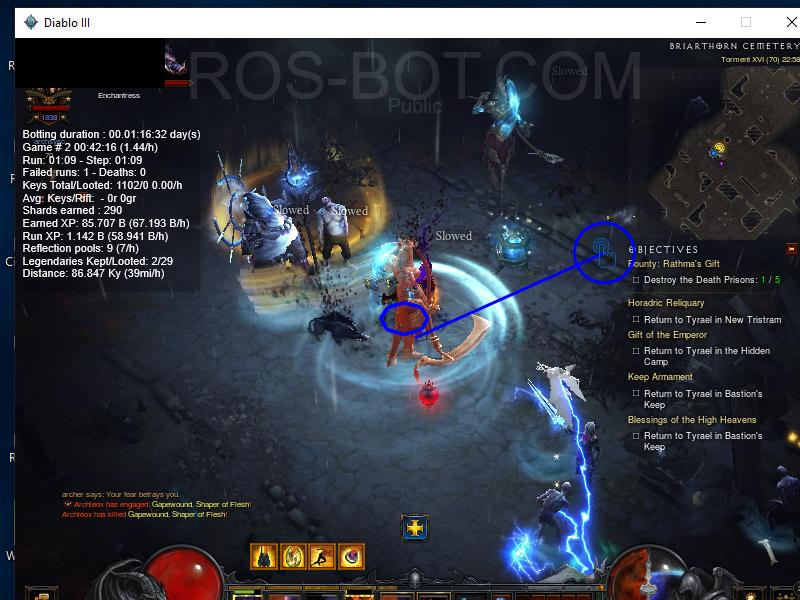 Diablo III
BRIARTHORN CEMETERY
Torment XVI (70) 22:58
ROS-BOT.COM
Public
Slowed
Enchantress
1838
Botting duration : 00.01:16:32 day(s)
Game # 2 00:42:16 (1.44/h)
Run: 01:09 - Step: 01:09
Failed runs: 1 - Deaths: 0
Keys Total/Looted: 1102/0 0.00/h
Avg. Keys/Rift: - 0r 0gr
Shards earned : 290
Earned XP: 85.707 B (67.193 B/h)
Run XP: 1.142 B (58.941 B/h)
Reflection pools: 9 (7/h)
Legendaries Kept/Looted: 2/29
Distance: 86.847 Ky (39mi/h)
Slowed
Slowed
Slowed
OBJECTIVES
Bounty: Rathma's Gift
Destroy the Death Prisons: 1 / 5
Horadric Reliquary
Return to Tyrael in New Tristram
Gift of the Emperor
Return to Tyrael in the Hidden
Camp
Keep Armament
Return to Tyrael in Bastion's
Keep
Blessings of the High Heavens
Return to Tyrael in Bastion's
Keep
archer says: Your fear betrays you.
Archleox has engaged Gapewound, Shaper of Flesh!
Archleox has killed Gapewound, Shaper of Flesh!